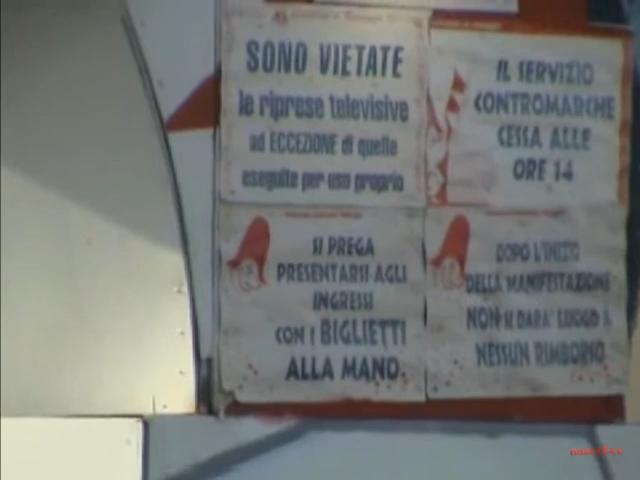 SONO VIETATE
le riprese televisive
ad ECCEZIONE di quelle
eseguite per uso proprio
IL SERVIZIO
CONTROMARCHE
CESSA ALLE
ORE 14
SI PREGA
PRESENTARSI AGLI
INGRESSI
CON I BIGLIETTI
ALLA MANO.
DOPO L'INIZIO
DELLA MANIFESTAZIONE
NON SI DARA' LUOGO A
NESSUN RIMBORSO